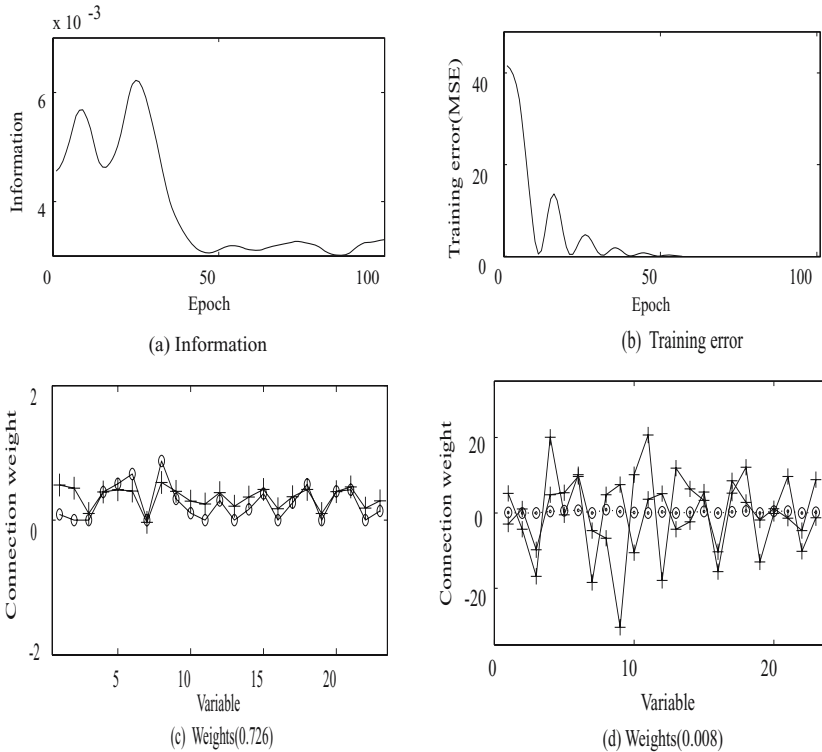 x 10 -3
6
4
Information
0
50
100
Epoch
(a) Information
40
20
0
Training error(MSE)
0
50
100
Epoch
(b) Training error
2
0
-2
Connection weight
5
10
15
20
Variable
(c) Weights(0.726)
20
0
-20
Connection weight
0
10
20
Variable
(d) Weights(0.008)